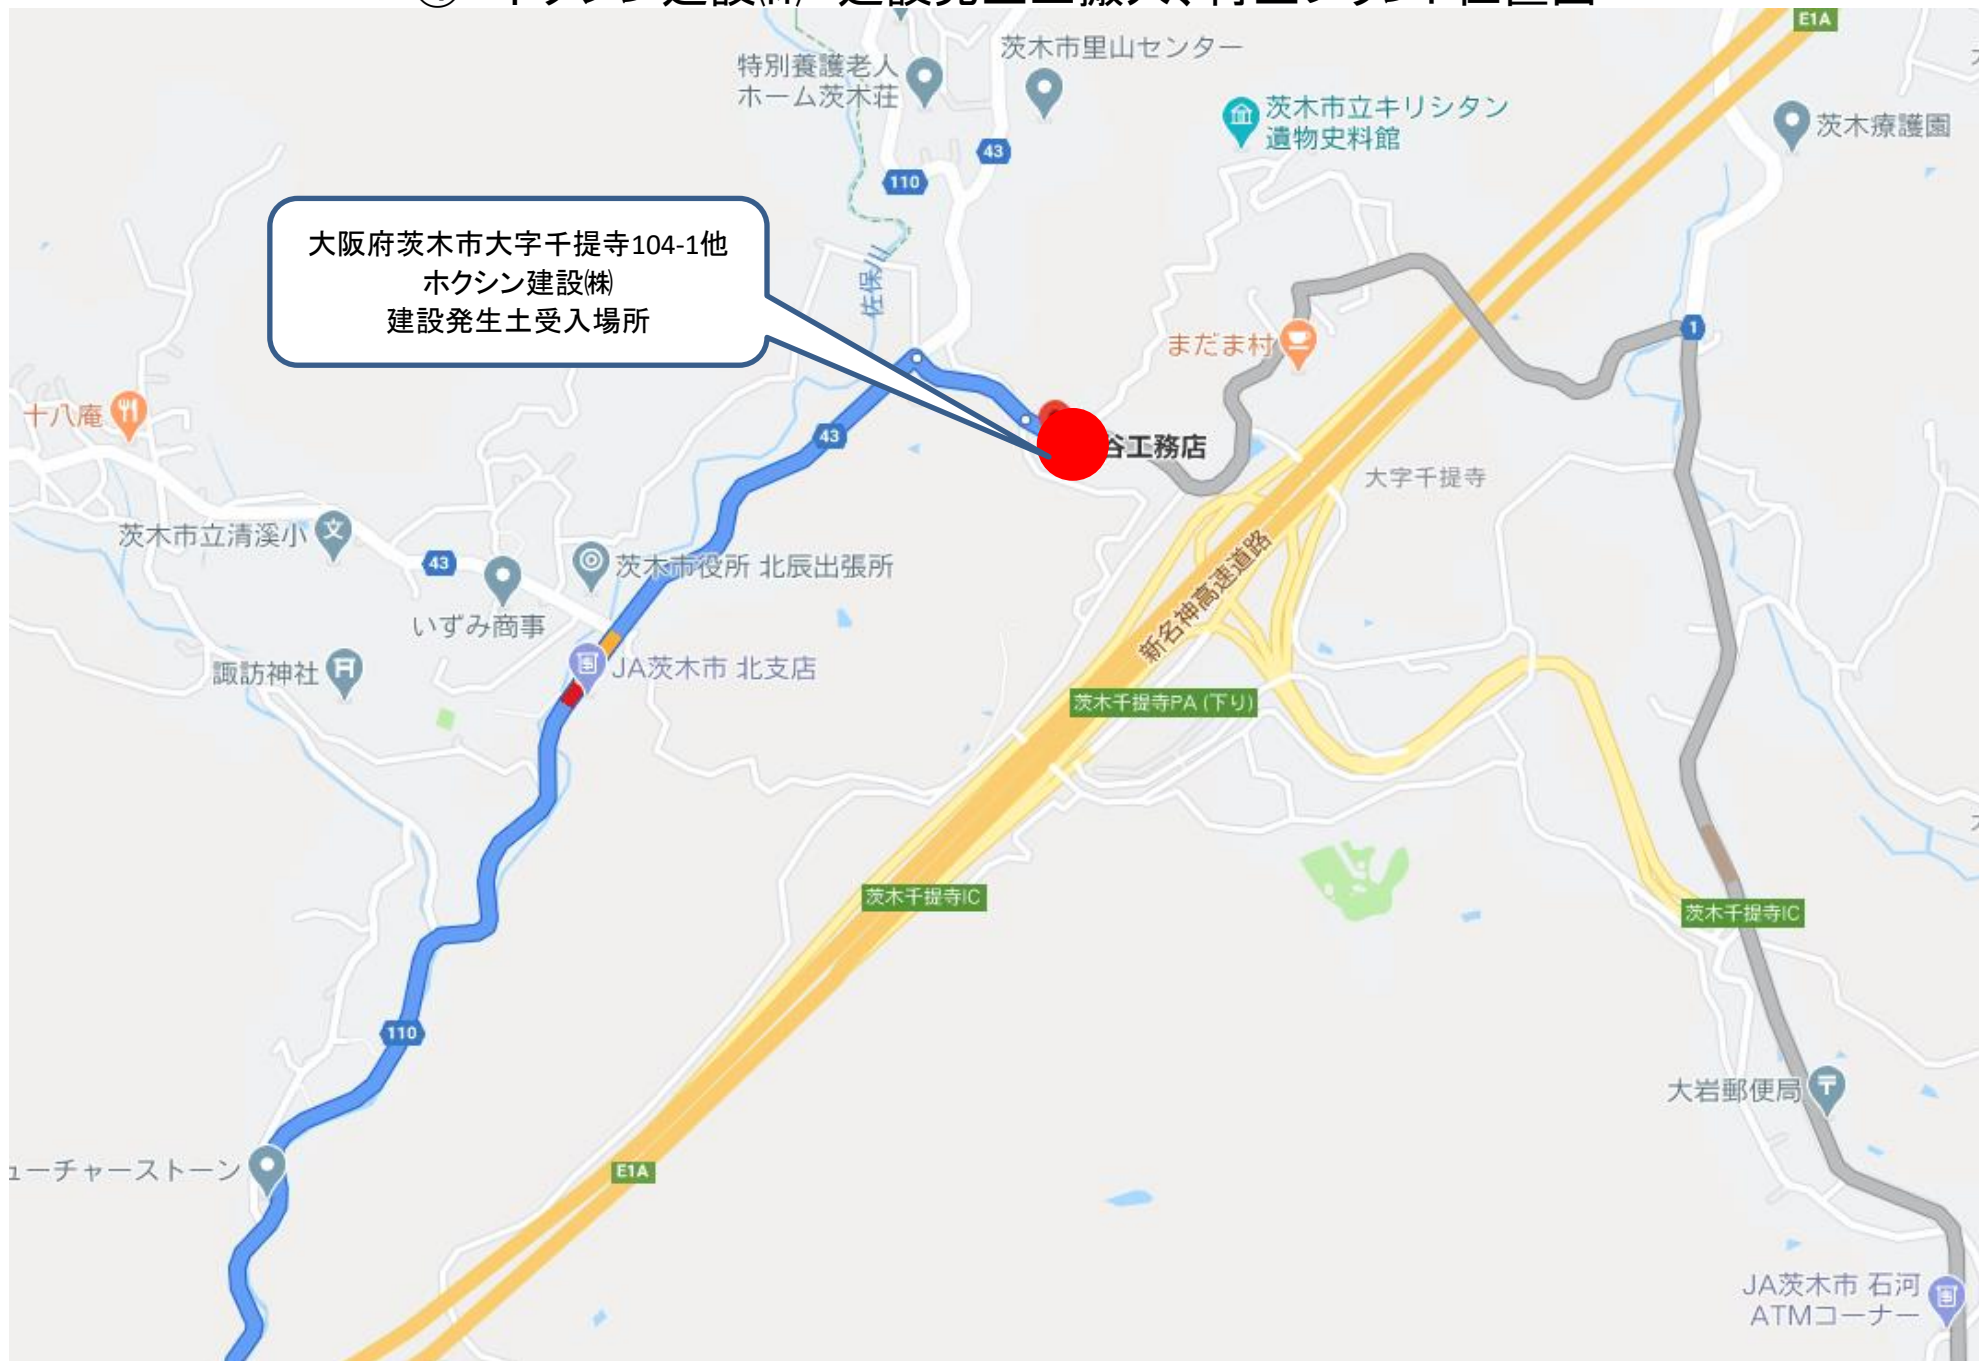 特別養護老人
ホーム茨木荘
茨木市里山センター
E1A
茨木市立キリシタン
遺物史料館
茨木療護園
43
110
大阪府茨木市大字千提寺104-1他
ホクシン建設㈱
建設発生土受入場所
佐保川
まだま村
1
十八庵
43
谷工務店
大字千提寺
茨木市立清溪小
43
茨木市役所 北辰出張所
いずみ商事
新名神高速道路
諏訪神社
JA茨木市 北支店
茨木千提寺PA (下り)
茨木千提寺IC
茨木千提寺IC
110
大岩郵便局
ューチャーストーン
E1A
JA茨木市 石河
ATMコーナー